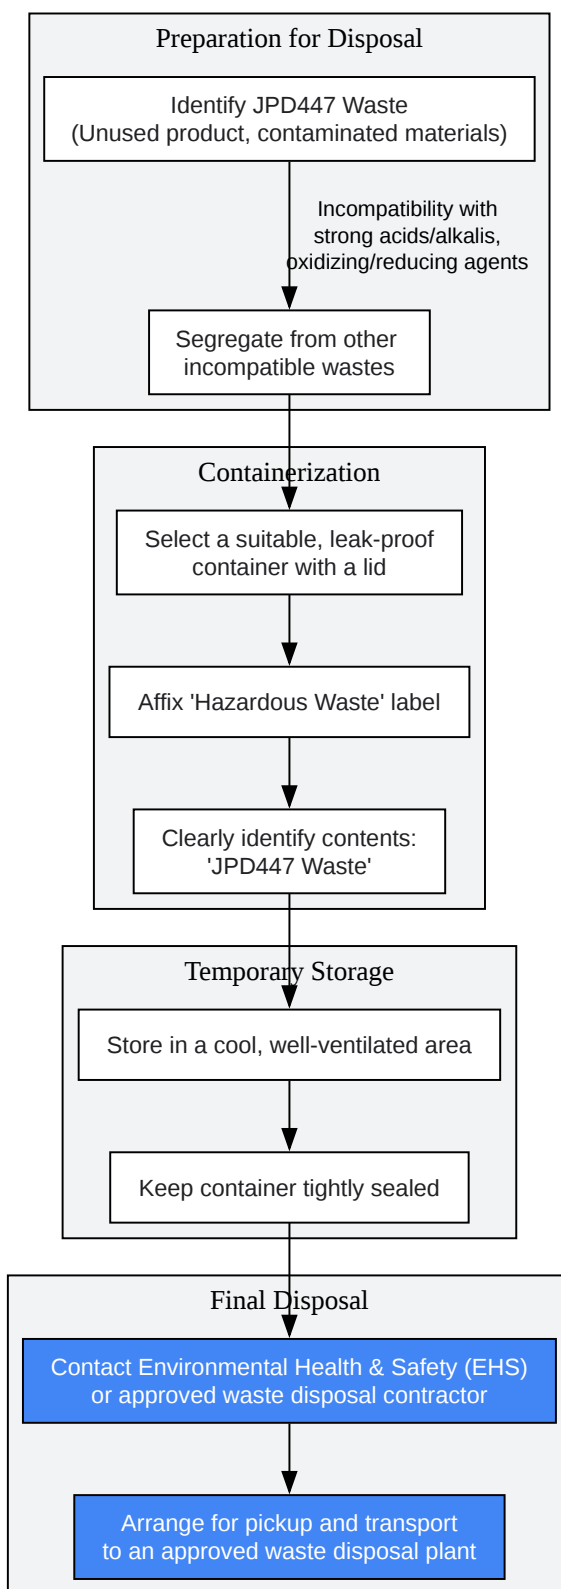 Preparation for Disposal
Identify JPD447 Waste
(Unused product, contaminated materials)
Incompatibility with
strong acids/alkalis,
oxidizing/reducing agents
Segregate from other
incompatible wastes
Containerization
Select a suitable, leak-proof
container with a lid
Affix 'Hazardous Waste' label
Clearly identify contents:
'JPD447 Waste'
Temporary Storage
Store in a cool, well-ventilated area
Keep container tightly sealed
Final Disposal
Contact Environmental Health & Safety (EHS)
or approved waste disposal contractor
Arrange for pickup and transport
to an approved waste disposal plant